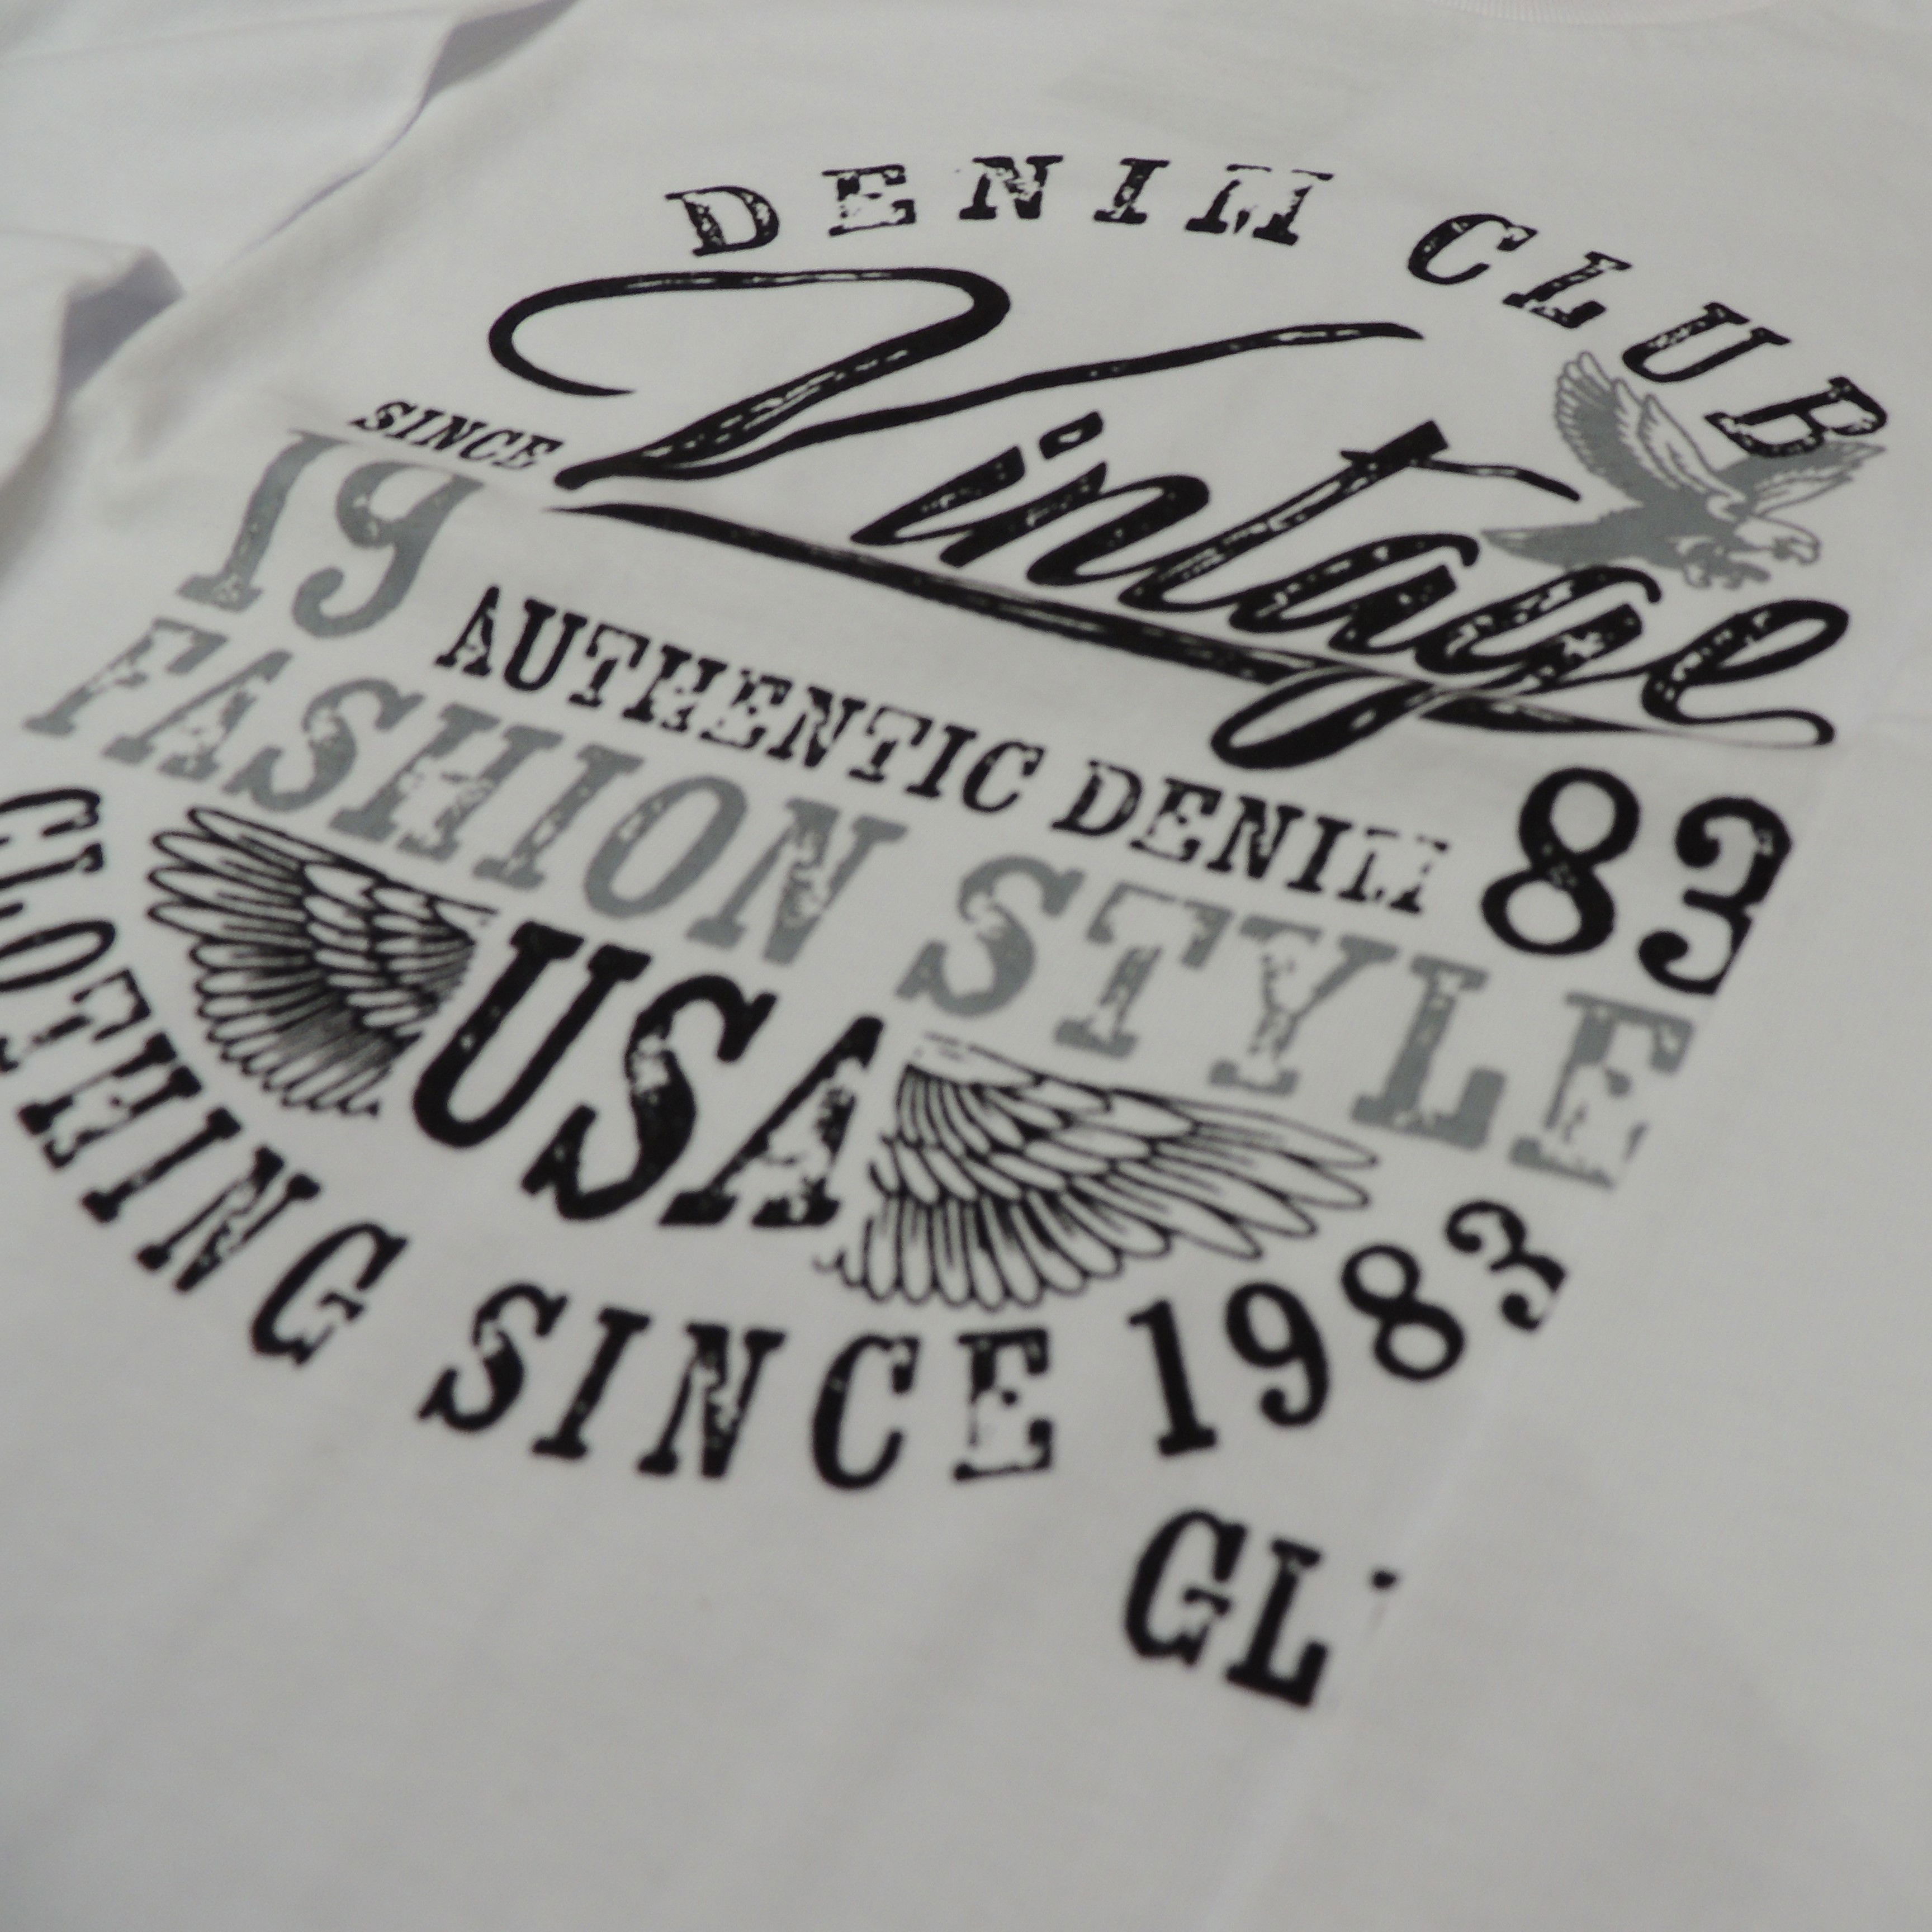 DENIM CLUB
Vintage
SINCE
19 AUTHENTIC DENIM 83
FASHION STYLE
USA
CLOTHING SINCE 1983
GL